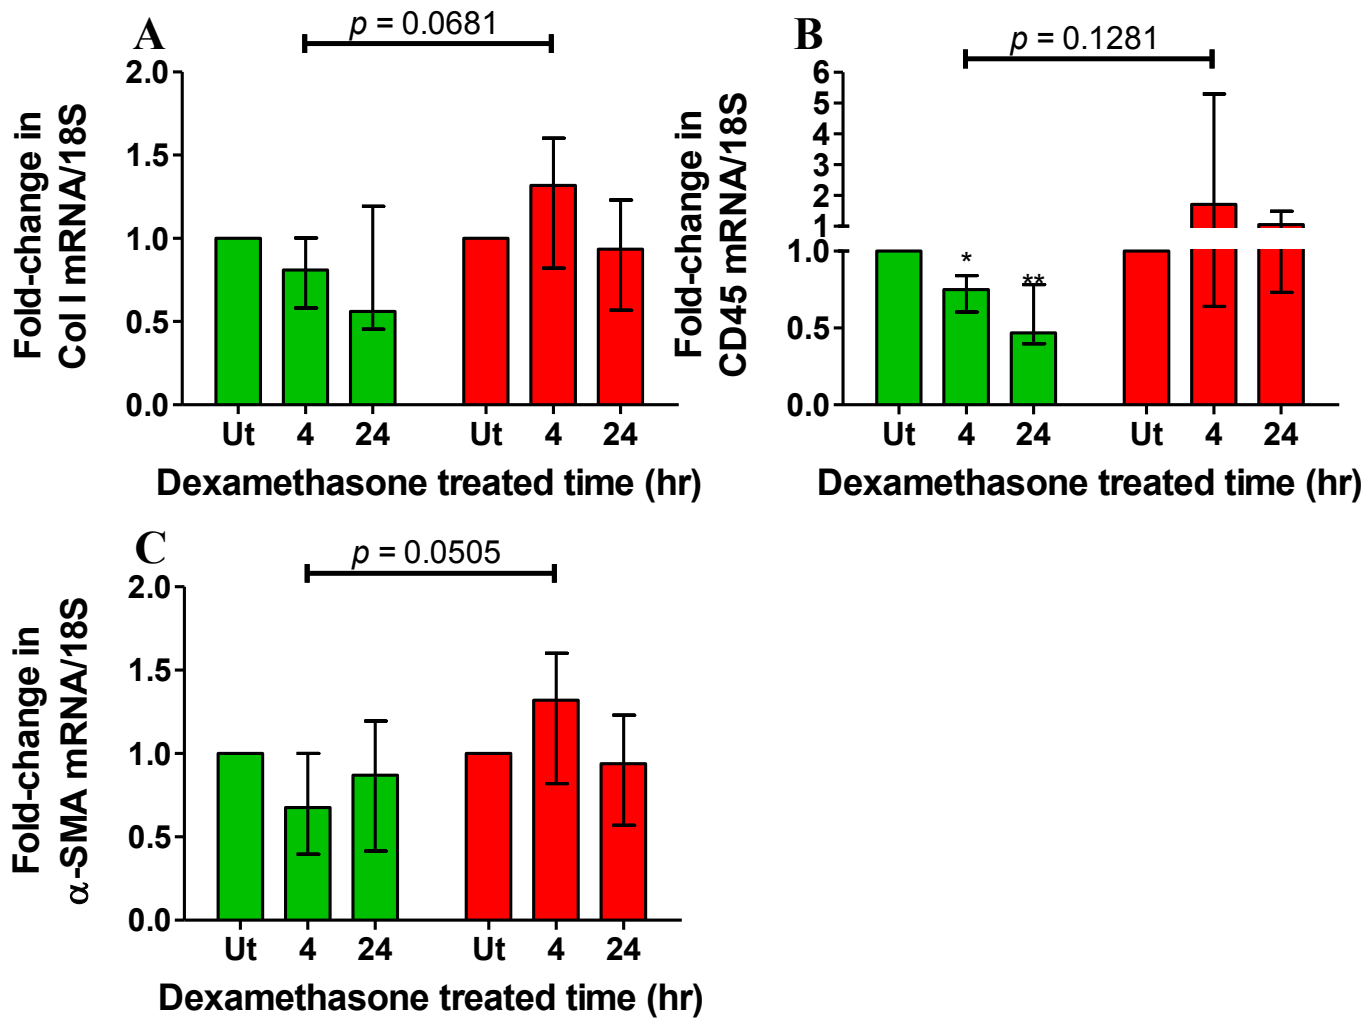 A
p = 0.0681
Fold-change in
Col I mRNA/18S
2.0
1.5
1.0
0.5
0.0
Ut 4 24 Ut 4 24
Dexamethasone treated time (hr)
B
p = 0.1281
Fold-change in
CD45 mRNA/18S
6
5
4
3
2
1
1.0
0.5
0.0
*
**
Ut 4 24 Ut 4 24
Dexamethasone treated time (hr)
C
p = 0.0505
Fold-change in
α-SMA mRNA/18S
2.0
1.5
1.0
0.5
0.0
Ut 4 24 Ut 4 24
Dexamethasone treated time (hr)